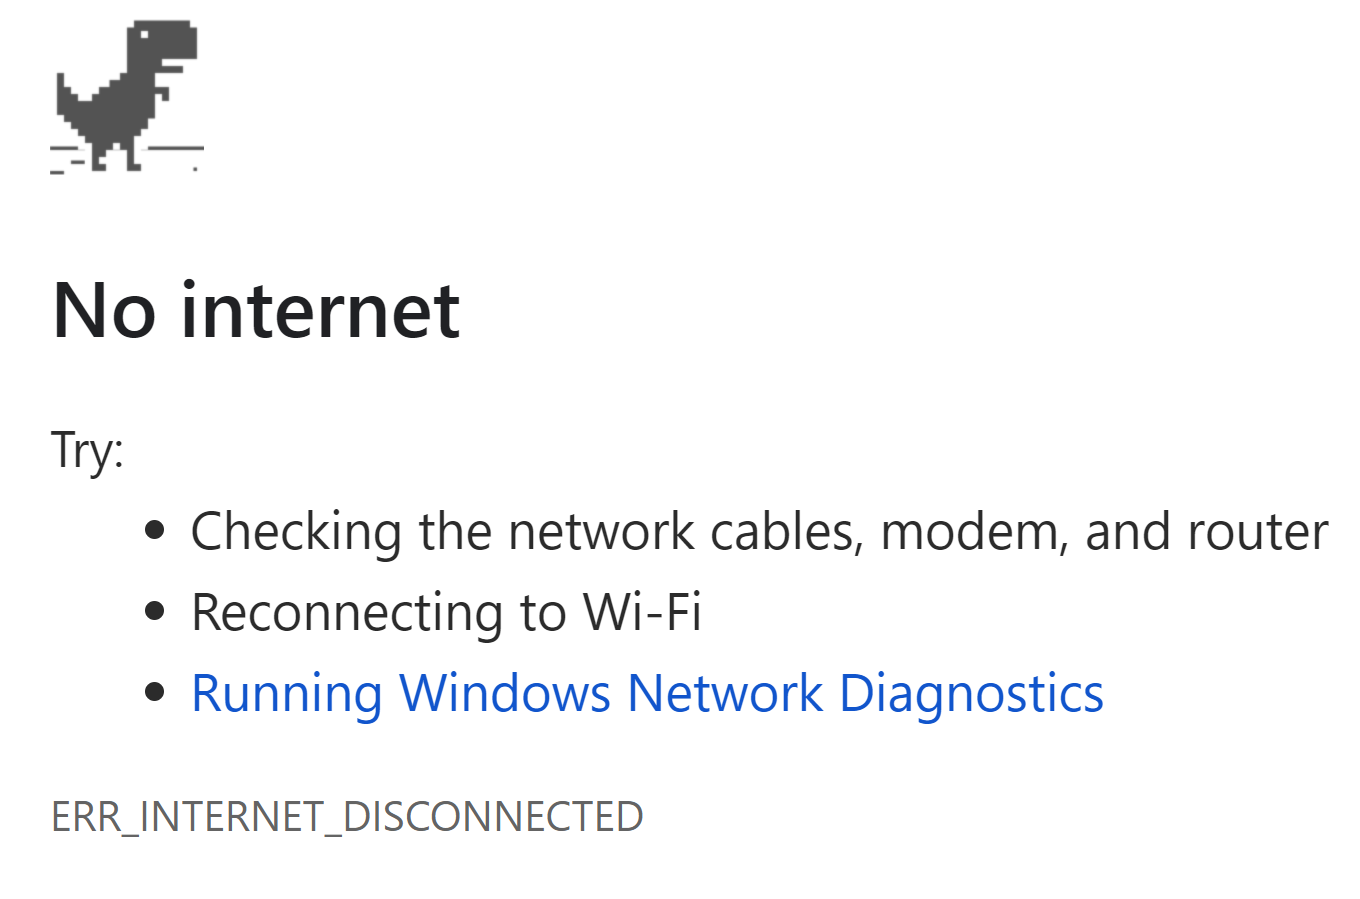 No internet
Try:
• Checking the network cables, modem, and router
• Reconnecting to Wi-Fi
• Running Windows Network Diagnostics
ERR_INTERNET_DISCONNECTED